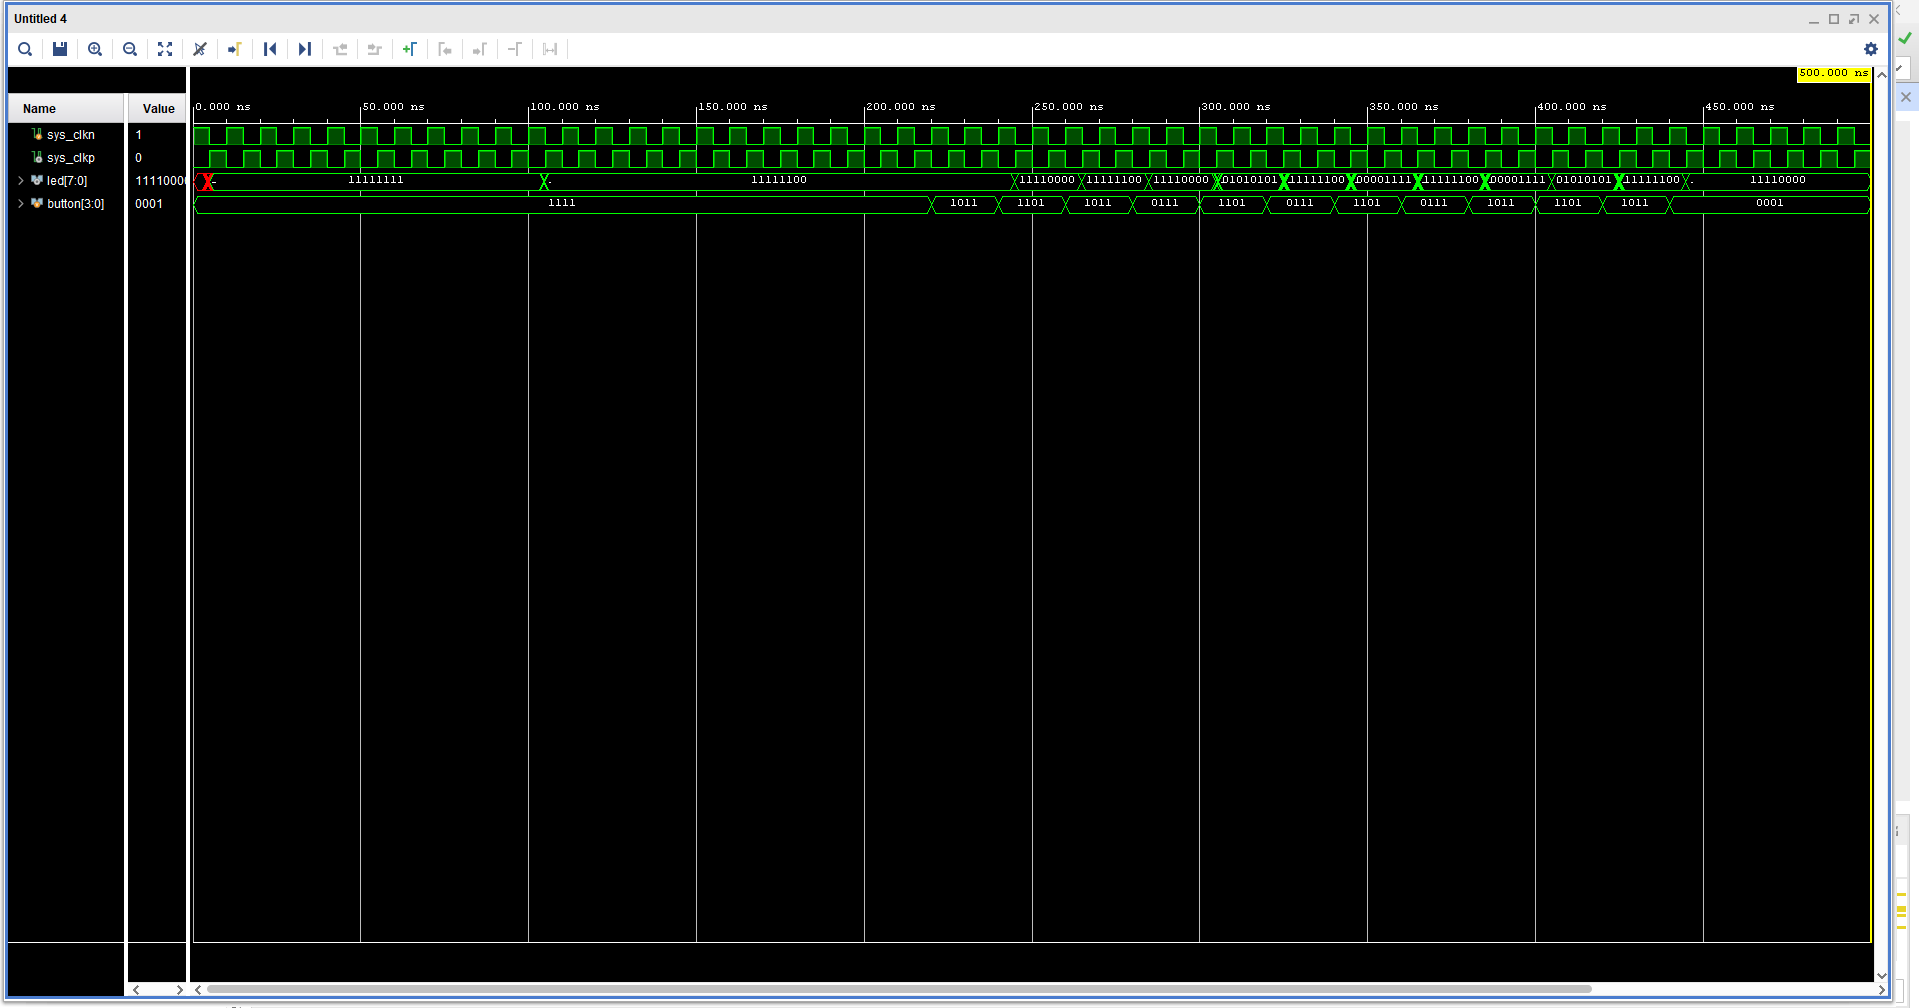 Untitled 4
500.000 ns
Name Value
0.000 ns 50.000 ns 100.000 ns 150.000 ns 200.000 ns 250.000 ns 300.000 ns 350.000 ns 400.000 ns 450.000 ns
sys_clkn 1
sys_clkp 0
led[7:0] 11110000 11111111 11111100 11110000 11111100 11110000 01010101 11111100 00001111 11111100 00001111 01010101 11111100 11110000
button[3:0] 0001 1111 1011 1101 1011 0111 1101 0111 1101 0111 1011 1101 1011 0001